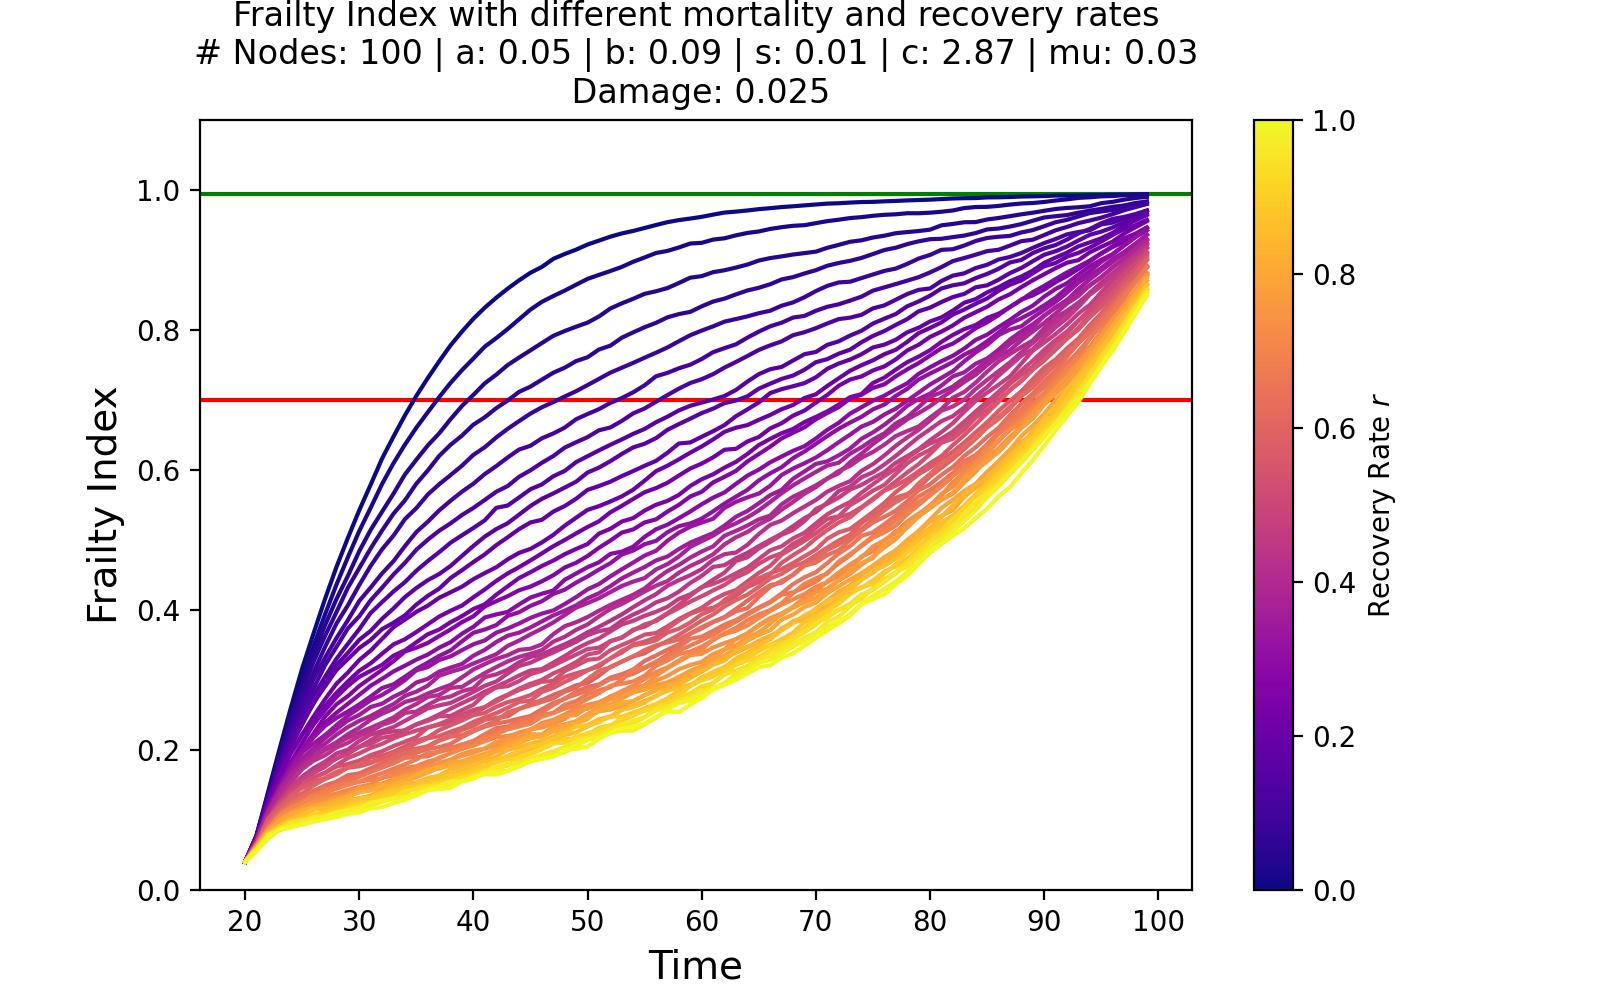 Frailty Index with different mortality and recovery rates
# Nodes: 100 | a: 0.05 | b: 0.09 | s: 0.01 | c: 2.87 | mu: 0.03
Damage: 0.025
1.0
0.8
0.6
0.4
0.2
0.0
Frailty Index
20 30 40 50 60 70 80 90 100
Time
1.0
0.8
0.6
0.4
0.2
0.0
Recovery Rate r